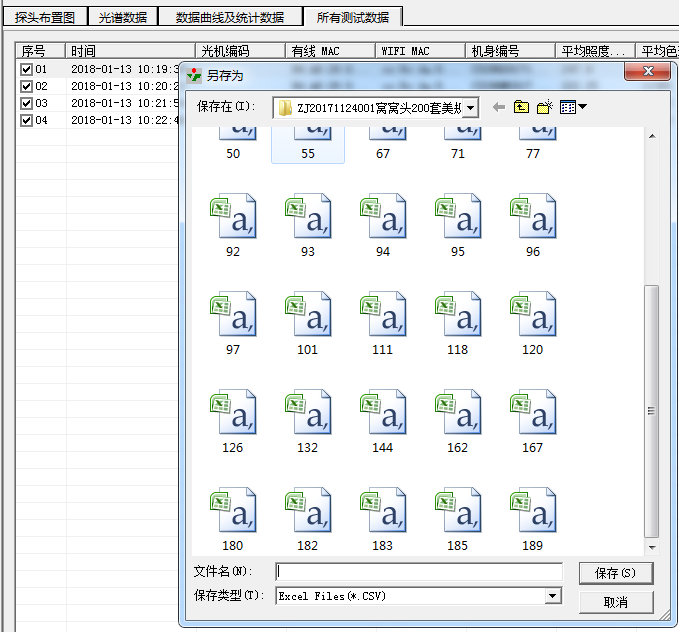 探头布置图 光谱数据 数据曲线及统计数据 所有测试数据
序号 时间 光机编码 有线 MAC WIFI MAC 机身编号 平均照度... 平均色
01 2018-01-13 10:19:3
02 2018-01-13 10:20:2
03 2018-01-13 10:21:5
04 2018-01-13 10:22:4
另存为
保存在(I): ZJ20171124001窝窝头200套美规
50 55 67 71 77
92 93 94 95 96
97 101 111 118 120
126 132 144 162 167
180 182 183 185 189
文件名(N): 保存(S)
保存类型(T): Excel Files(*.CSV) 取消